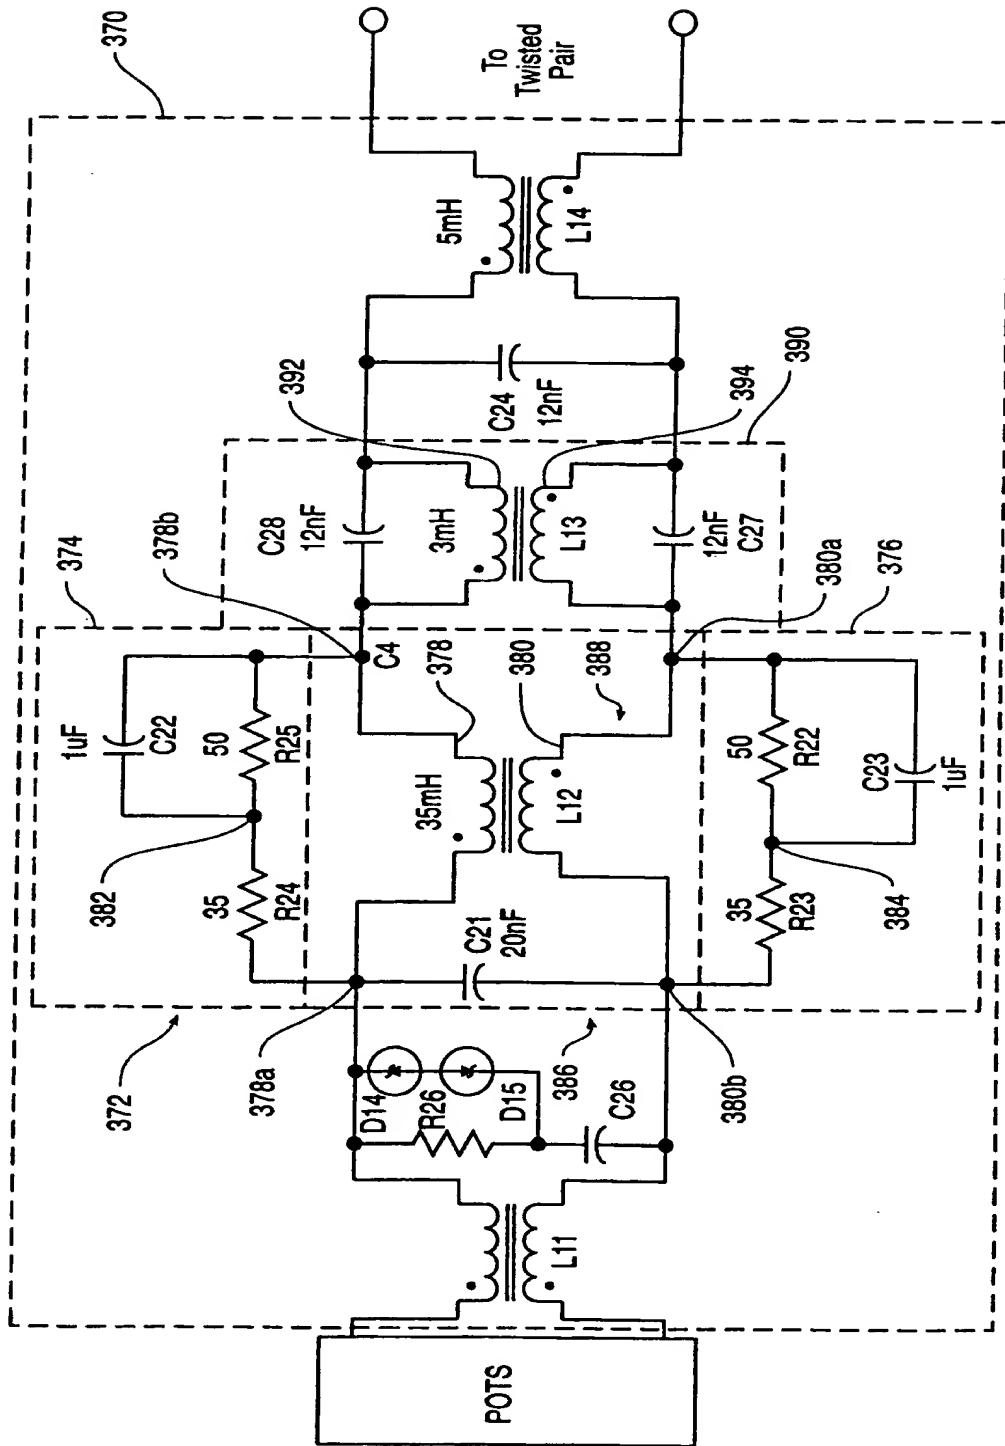 370
To
Twisted
Pair
5mH
L14
392
C24
12nF
394
390
374
378b
C28
12nF
3mH
L13
12nF
C27
380a
376
1uF
C22
50
R25
C4
378
380
388
50
R22
C23
1uF
382
35
R24
35mH
L12
35
R23
384
372
378a
C21
20nF
386
380b
D14
R26
D15
C26
L11
POTS